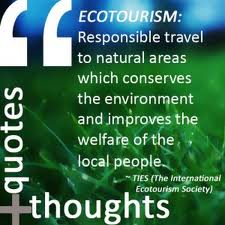 “
ECOTOURISM:
Responsible travel
to natural areas
which conserves
the environment
and improves the
welfare of the
local people.
~ TIES (The International
Ecotourism Society)
quotes
+thoughts